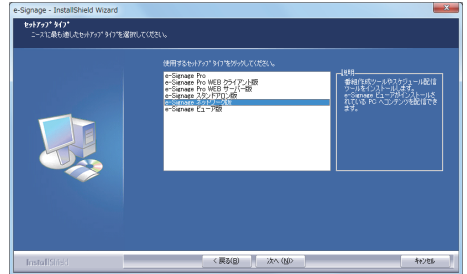 e-Signage - InstallShield Wizard
ｾｯﾄｱｯﾌﾟ ﾀｲﾌﾟ
ニーズに最も適したｾｯﾄｱｯﾌﾟ ﾀｲﾌﾟを選択してください。
使用するｾｯﾄｱｯﾌﾟ ﾀｲﾌﾟをｸﾘｯｸしてください。
e-Signage Pro
e-Signage Pro WEB クライアント版
e-Signage Pro WEB サーバー版
e-Signage スタンドアロン版
e-Signage ネットワーク版
e-Signage ビューア版
説明
番組作成ツールやスケジュール配信
ツールをインストールします。
e-Signage ビューアがインストールさ
れている PC へコンテンツを配信でき
ます。
InstallShield
< 戻る(B)
次へ (N)>
ｷｬﾝｾﾙ